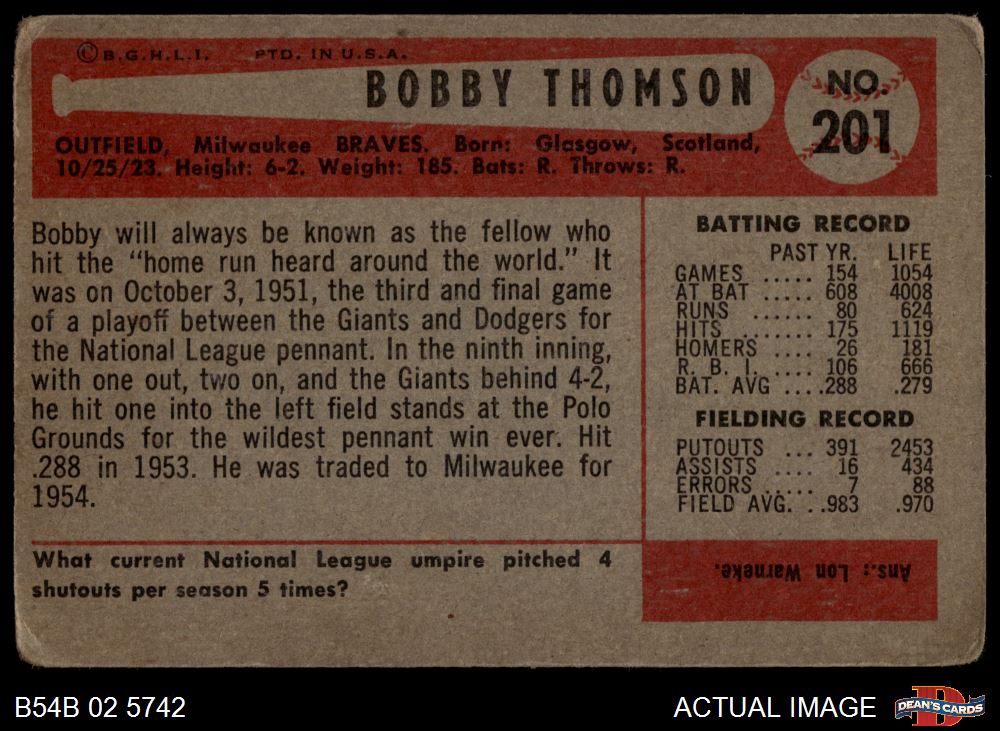 © B.G.H.L.I. PTD. IN U.S.A.
BOBBY THOMSON
NO.
201
OUTFIELD, Milwaukee BRAVES. Born: Glasgow, Scotland,
10/25/23. Height: 6-2. Weight: 185. Bats: R. Throws: R.
Bobby will always be known as the fellow who
hit the “home run heard around the world.” It
was on October 3, 1951, the third and final game
of a playoff between the Giants and Dodgers for
the National League pennant. In the ninth inning,
with one out, two on, and the Giants behind 4-2,
he hit one into the left field stands at the Polo
Grounds for the wildest pennant win ever. Hit
.288 in 1953. He was traded to Milwaukee for
1954.
BATTING RECORD
PAST YR. LIFE
GAMES ..... 154 1054
AT BAT ..... 608 4008
RUNS ..... 80 624
HITS ....... 175 1119
HOMERS .... 26 181
R. B. I. .... 106 666
BAT. AVG .... .288 .279
FIELDING RECORD
PUTOUTS ... 391 2453
ASSISTS .... 16 434
ERRORS ..... 7 88
FIELD AVG. . .983 .970
What current National League umpire pitched 4
shutouts per season 5 times?
Ans.: Lon Warneke.
B54B 02 5742
ACTUAL IMAGE
DEAN'S CARDS